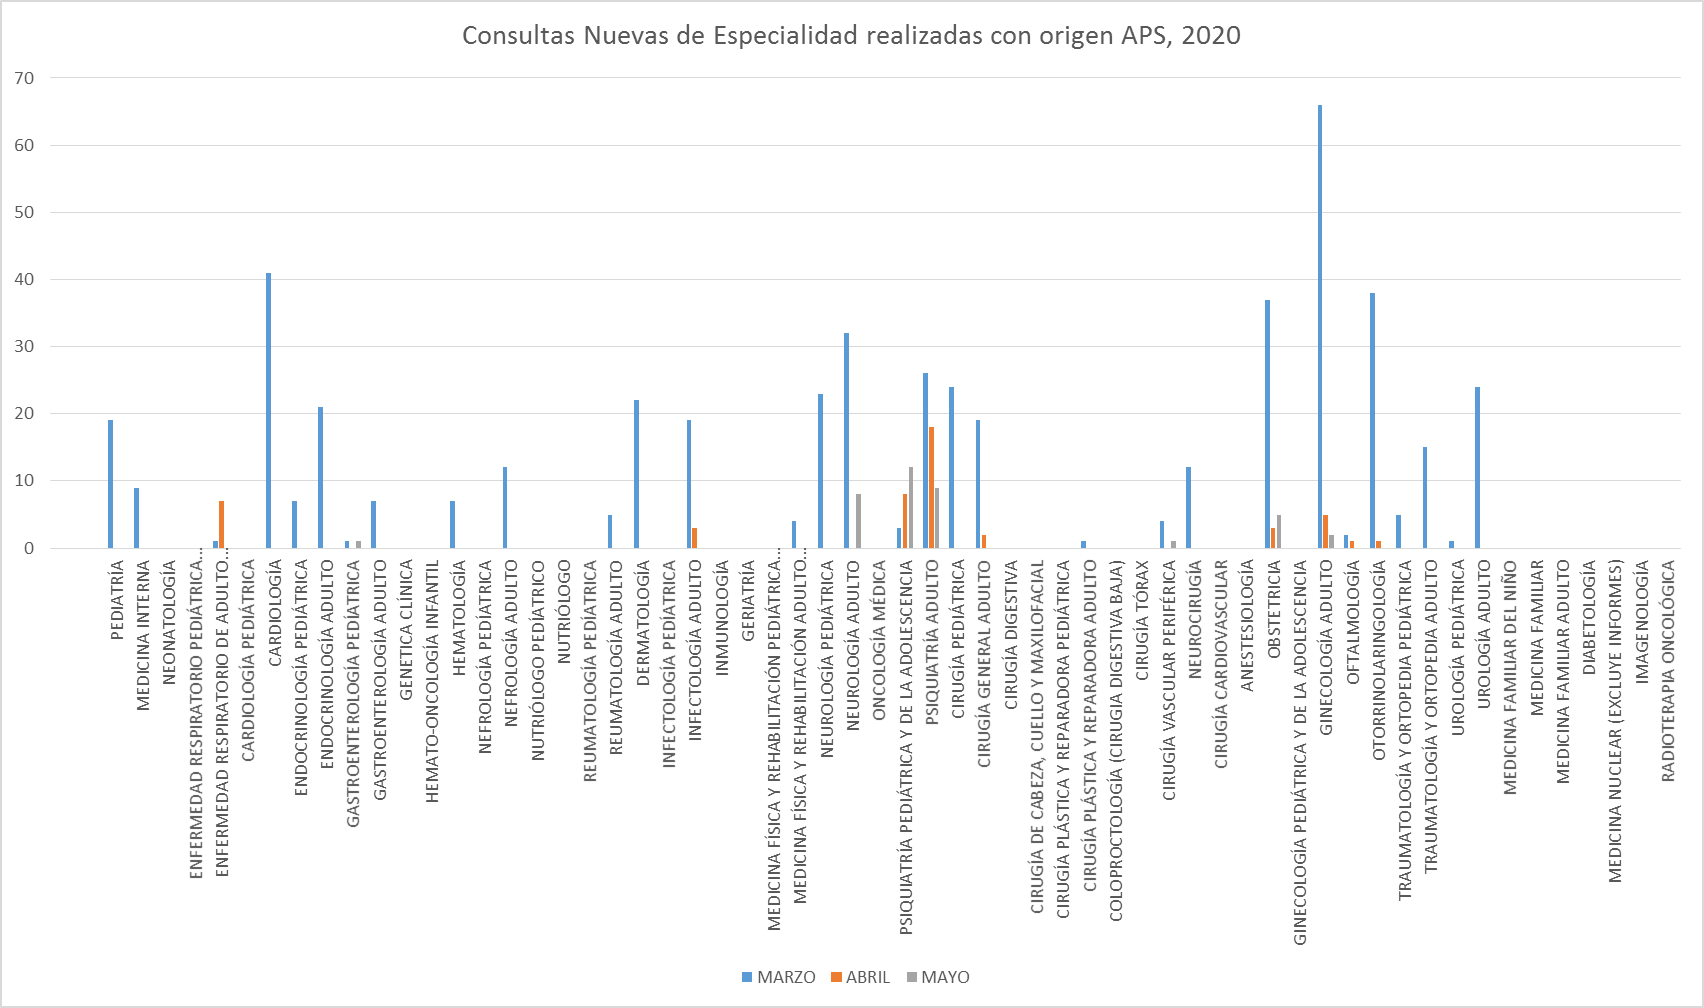 Consultas Nuevas de Especialidad realizadas con origen APS, 2020
70
60
50
40
30
20
10
0
PEDIATRÍA
MEDICINA INTERNA
NEONATOLOGÍA
ENFERMEDAD RESPIRATORIO PEDIÁTRICA…
ENFERMEDAD RESPIRATORIO DE ADULTO…
CARDIOLOGÍA PEDIÁTRICA
CARDIOLOGÍA
ENDOCRINOLOGÍA PEDIÁTRICA
ENDOCRINOLOGÍA ADULTO
GASTROENTEROLOGÍA PEDÍATRICA
GASTROENTEROLOGÍA ADULTO
GENETICA CLÍNICA
HEMATO-ONCOLOGÍA INFANTIL
HEMATOLOGÍA
NEFROLOGÍA PEDÍATRICA
NEFROLOGÍA ADULTO
NUTRIÓLOGO PEDÍATRICO
NUTRIÓLOGO
REUMATOLOGÍA PEDÍATRICA
REUMATOLOGÍA ADULTO
DERMATOLOGÍA
INFECTOLOGÍA PEDÍATRICA
INFECTOLOGÍA ADULTO
INMUNOLOGÍA
GERIATRÍA
MEDICINA FÍSICA Y REHABILITACIÓN PEDIÁTRICA…
MEDICINA FÍSICA Y REHABILITACIÓN ADULTO…
NEUROLOGÍA PEDIÁTRICA
NEUROLOGÍA ADULTO
ONCOLOGÍA MÉDICA
PSIQUIATRÍA PEDIÁTRICA Y DE LA ADOLESCENCIA
PSIQUIATRÍA ADULTO
CIRUGÍA PEDIÁTRICA
CIRUGÍA GENERAL ADULTO
CIRUGÍA DIGESTIVA
CIRUGÍA DE CABEZA, CUELLO Y MAXILOFACIAL
CIRUGÍA PLÁSTICA Y REPARADORA PEDIÁTRICA
CIRUGÍA PLÁSTICA Y REPARADORA ADULTO
COLOPROCTOLOGÍA (CIRUGIA DIGESTIVA BAJA)
CIRUGÍA TÓRAX
CIRUGÍA VASCULAR PERIFÉRICA
NEUROCIRUGÍA
CIRUGÍA CARDIOVASCULAR
ANESTESIOLOGÍA
OBSTETRICIA
GINECOLOGÍA PEDIÁTRICA Y DE LA ADOLESCENCIA
GINECOLOGÍA ADULTO
OFTALMOLOGÍA
OTORRINOLARINGOLOGÍA
TRAUMATOLOGÍA Y ORTOPEDIA PEDIÁTRICA
TRAUMATOLOGÍA Y ORTOPEDIA ADULTO
UROLOGÍA PEDIÁTRICA
UROLOGÍA ADULTO
MEDICINA FAMILIAR DEL NIÑO
MEDICINA FAMILIAR
MEDICINA FAMILIAR ADULTO
DIABETOLOGÍA
MEDICINA NUCLEAR (EXCLUYE INFORMES)
IMAGENOLOGÍA
RADIOTERAPIA ONCOLÓGICA
MARZO ABRIL MAYO